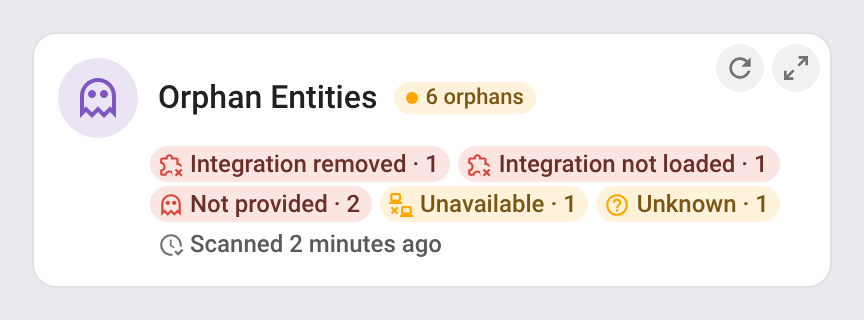 Orphan Entities 6 orphans
Integration removed · 1 Integration not loaded · 1
Not provided · 2 Unavailable · 1 Unknown · 1
Scanned 2 minutes ago